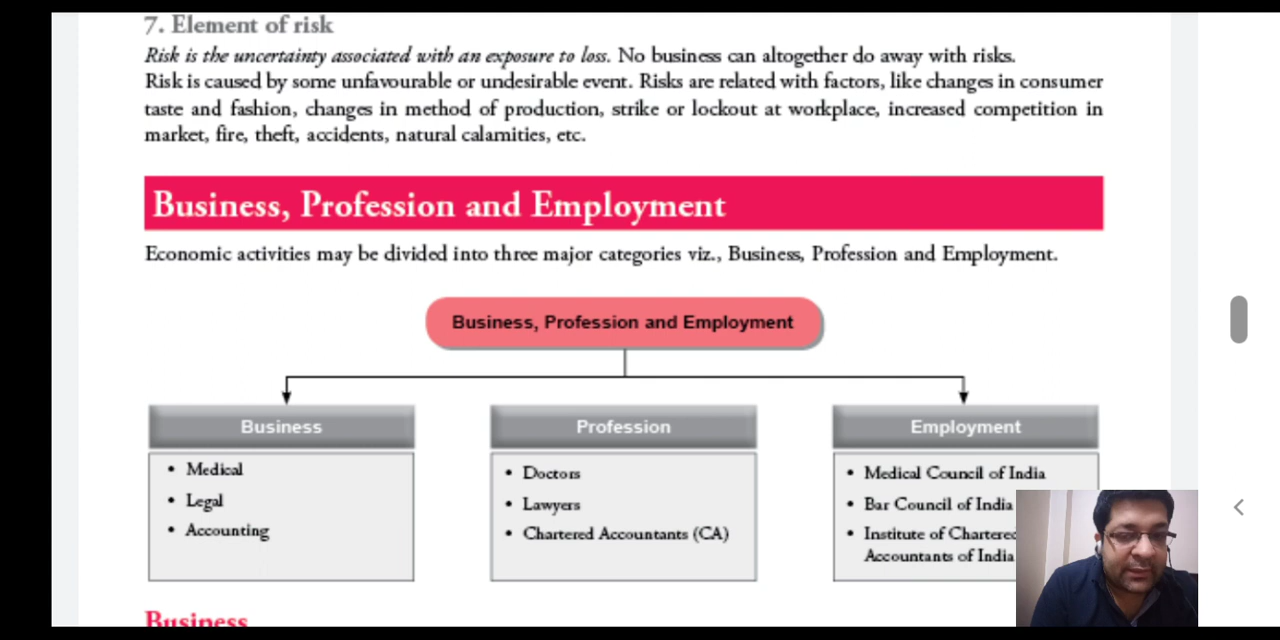 7. Element of risk
Risk is the uncertainty associated with an exposure to loss. No business can altogether do away with risks.
Risk is caused by some unfavourable or undesirable event. Risks are related with factors, like changes in consumer
taste and fashion, changes in method of production, strike or lockout at workplace, increased competition in
market, fire, theft, accidents, natural calamities, etc.
Business, Profession and Employment
Economic activities may be divided into three major categories viz., Business, Profession and Employment.
Business, Profession and Employment
Business
• Medical
• Legal
• Accounting
Profession
• Doctors
• Lawyers
• Chartered Accountants (CA)
Employment
• Medical Council of India
• Bar Council of India
• Institute of Chartered
Accountants of India
Business